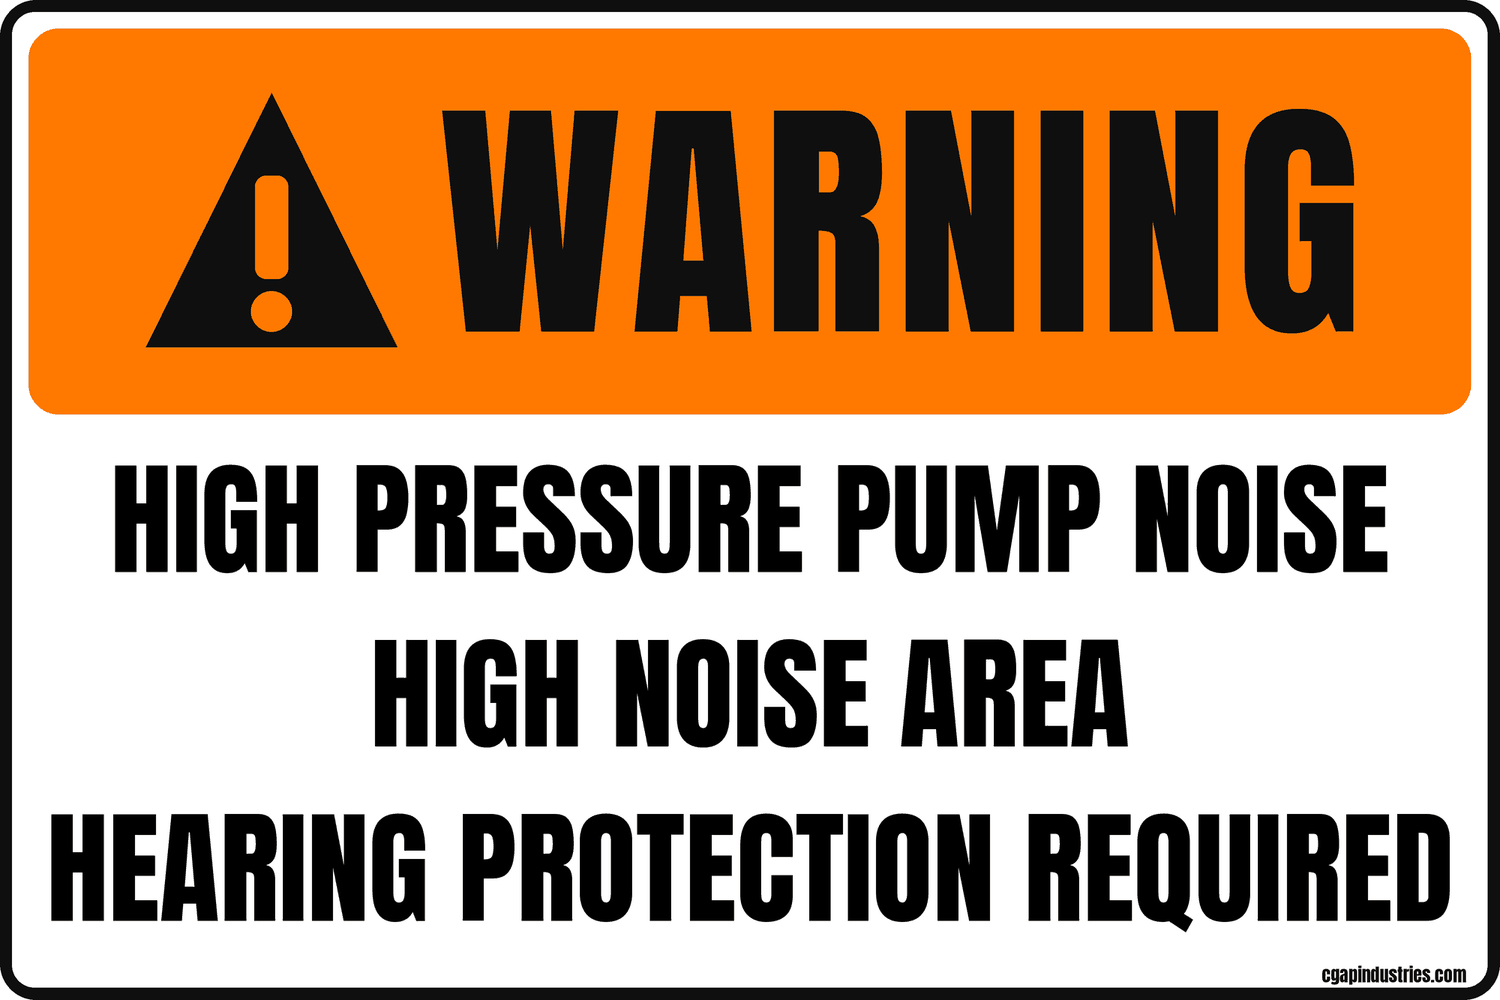 WARNING
HIGH PRESSURE PUMP NOISE
HIGH NOISE AREA
HEARING PROTECTION REQUIRED
cgapindustries.com